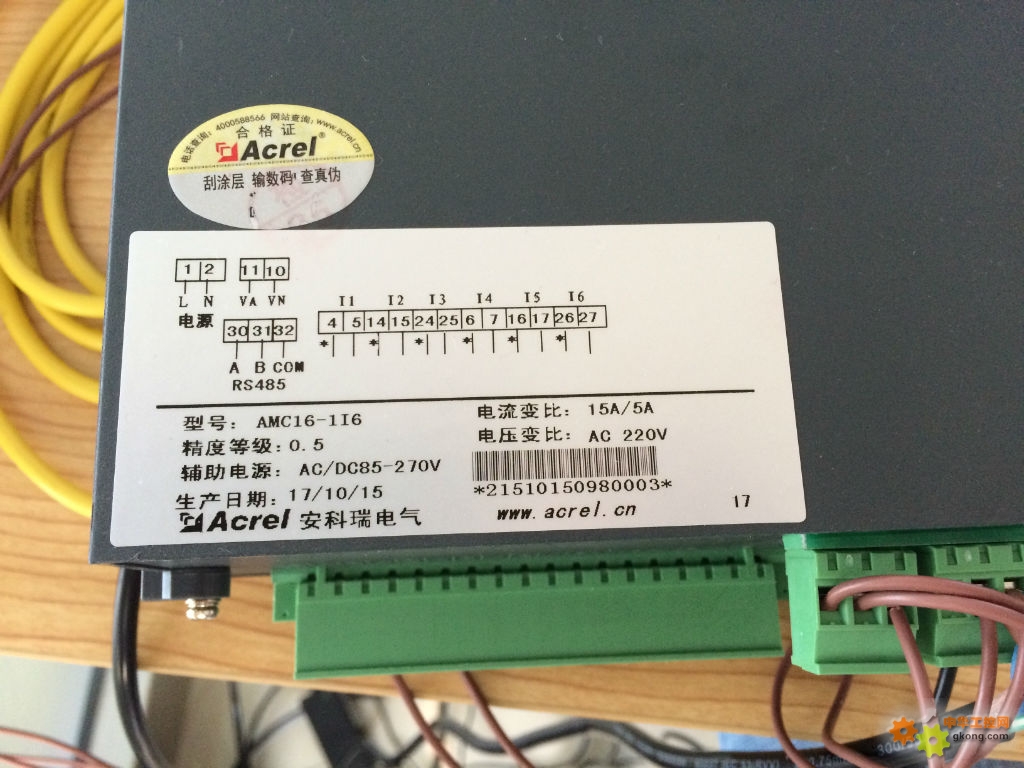 电话查询: 4000588566 网站查询: www.acrel.cn
合格证
Acrel®
刮涂层 输数码 查真伪
1 2 11 10
L N VA VN
电源
I1 I2 I3 I4 I5 I6
30 31 32
4 5 14 15 24 25 6 7 16 17 26 27
* * * * * *
A B COM
RS485
型号: AMC16-1I6
电流变比: 15A/5A
精度等级: 0.5
电压变比: AC 220V
辅助电源: AC/DC85-270V
生产日期: 17/10/15
*21510150980003*
Acrel 安科瑞电气
www.acrel.cn
17
中华工控网
gkong.com